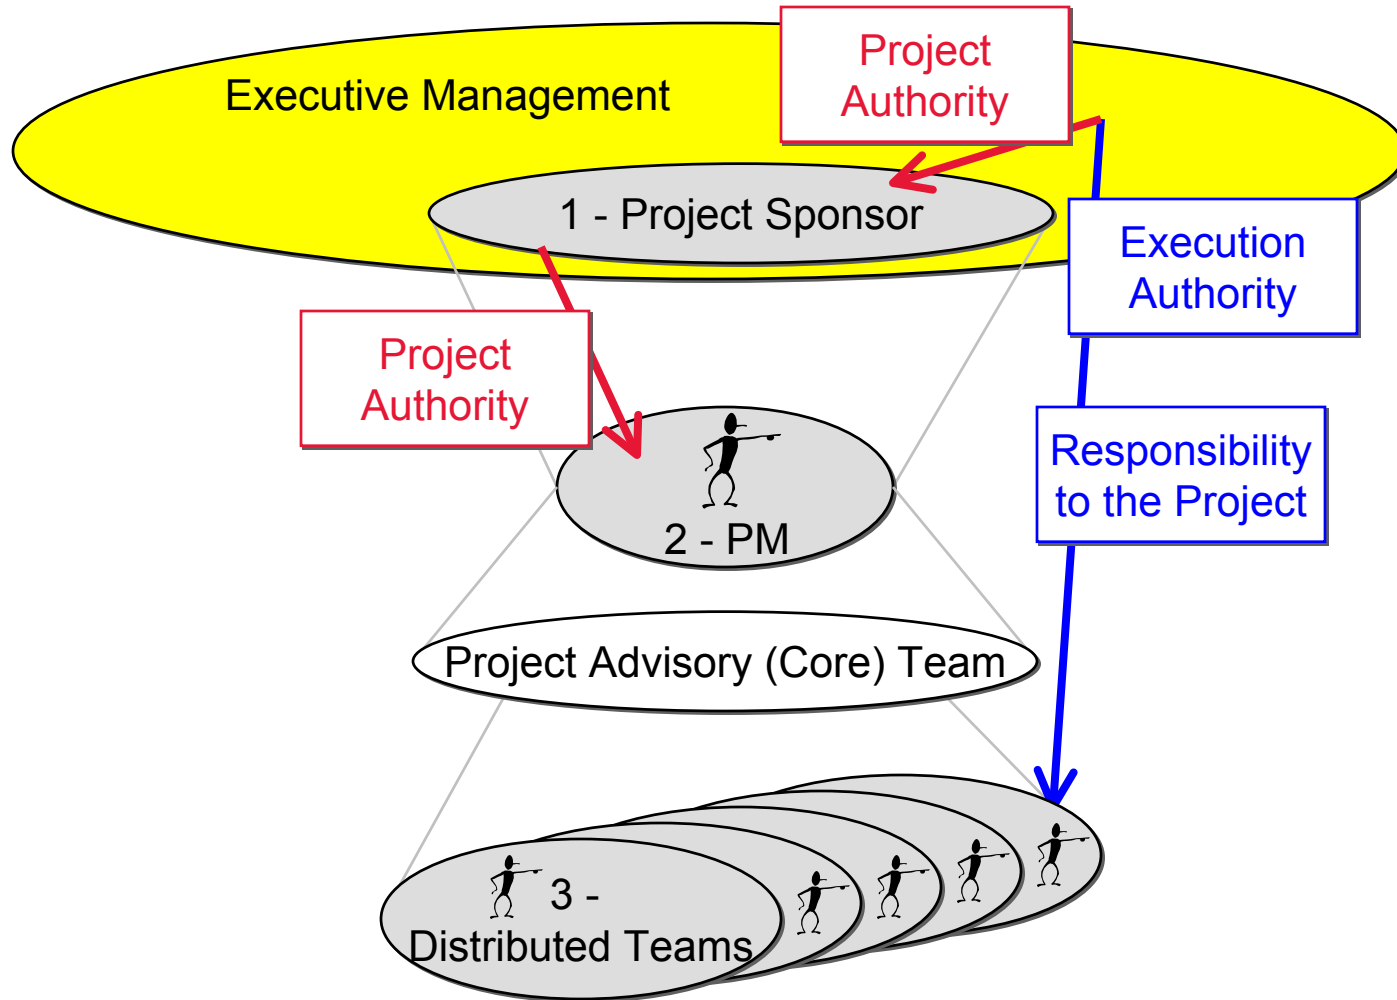 Project
Authority
Executive Management
1 - Project Sponsor
Execution
Authority
Project
Authority
Responsibility
to the Project
2 - PM
Project Advisory (Core) Team
3 -
Distributed Teams